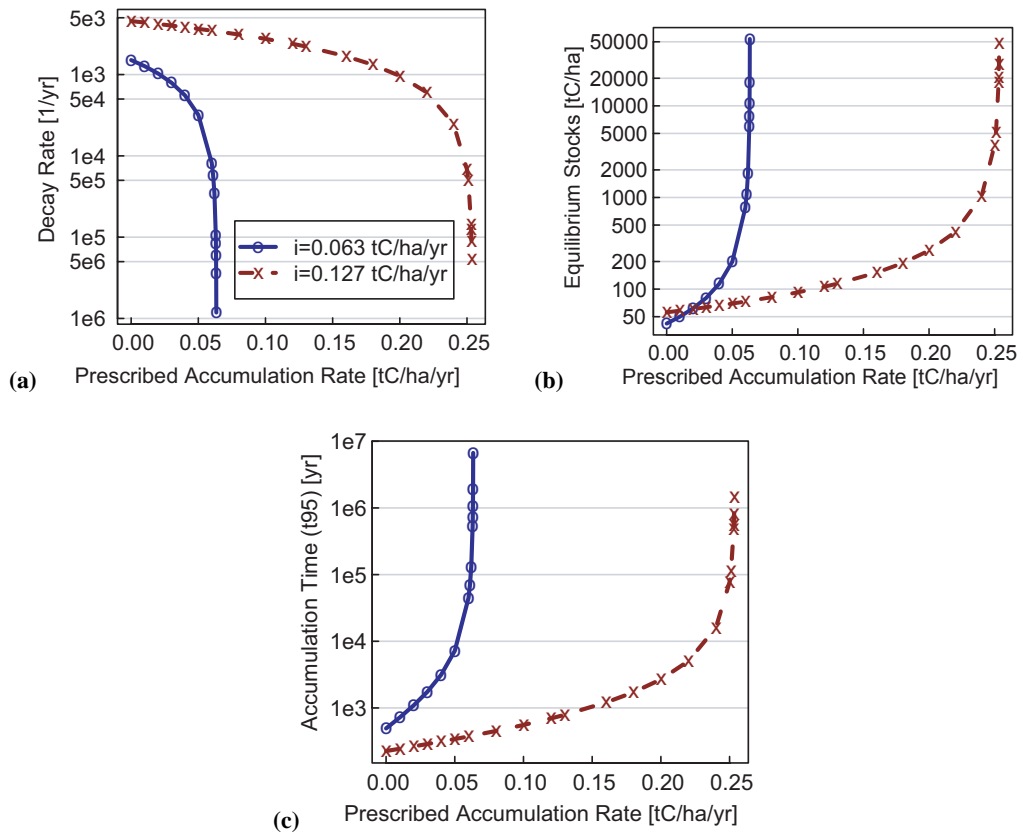 5e3
1e3
5e4
1e4
5e5
1e5
5e6
1e6
Decay Rate [1/yr]
i=0.063 tC/ha/yr
i=0.127 tC/ha/yr
0.00 0.05 0.10 0.15 0.20 0.25
(a) Prescribed Accumulation Rate [tC/ha/yr]
50000
20000
5000
2000
1000
500
200
100
50
Equilibrium Stocks [tC/ha]
0.00 0.05 0.10 0.15 0.20 0.25
(b) Prescribed Accumulation Rate [tC/ha/yr]
1e7
1e6
1e5
1e4
1e3
Accumulation Time (t95) [yr]
0.00 0.05 0.10 0.15 0.20 0.25
(c) Prescribed Accumulation Rate [tC/ha/yr]